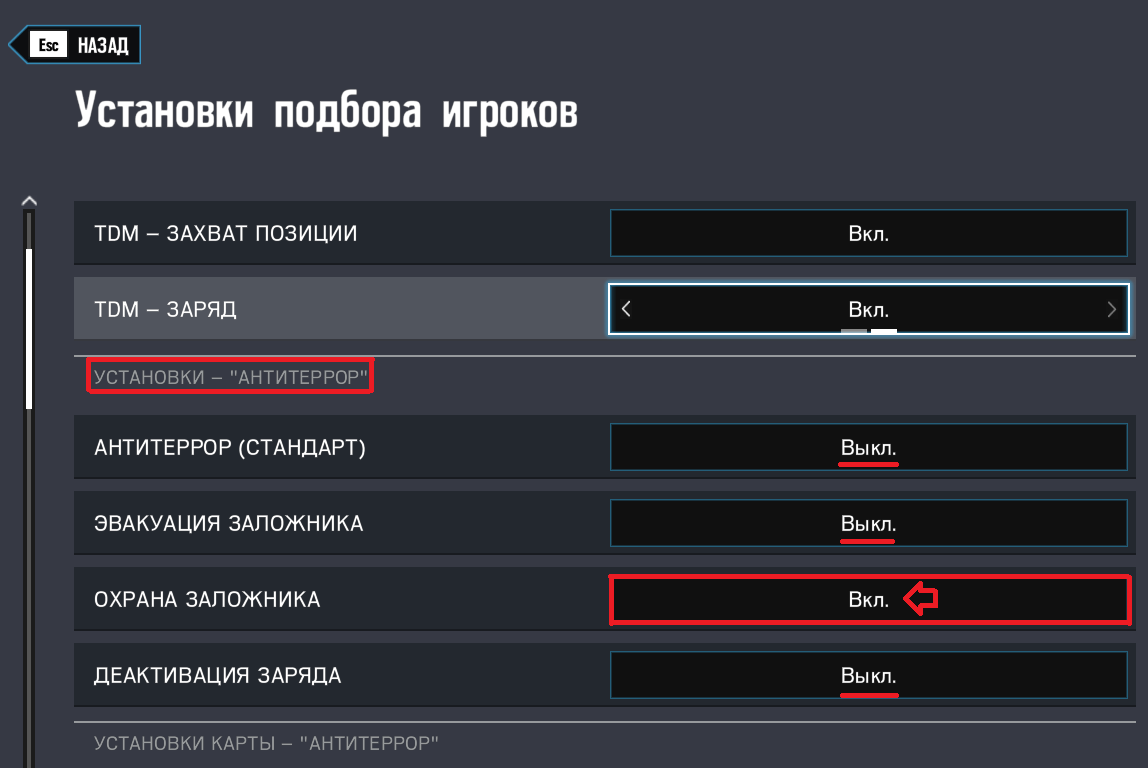 Esc НАЗАД
Установки подбора игроков
TDM – ЗАХВАТ ПОЗИЦИИ Вкл.
TDM – ЗАРЯД Вкл.
УСТАНОВКИ – "АНТИТЕРРОР"
АНТИТЕРРОР (СТАНДАРТ) Выкл.
ЭВАКУАЦИЯ ЗАЛОЖНИКА Выкл.
ОХРАНА ЗАЛОЖНИКА Вкл.
ДЕАКТИВАЦИЯ ЗАРЯДА Выкл.
УСТАНОВКИ КАРТЫ – "АНТИТЕРРОР"